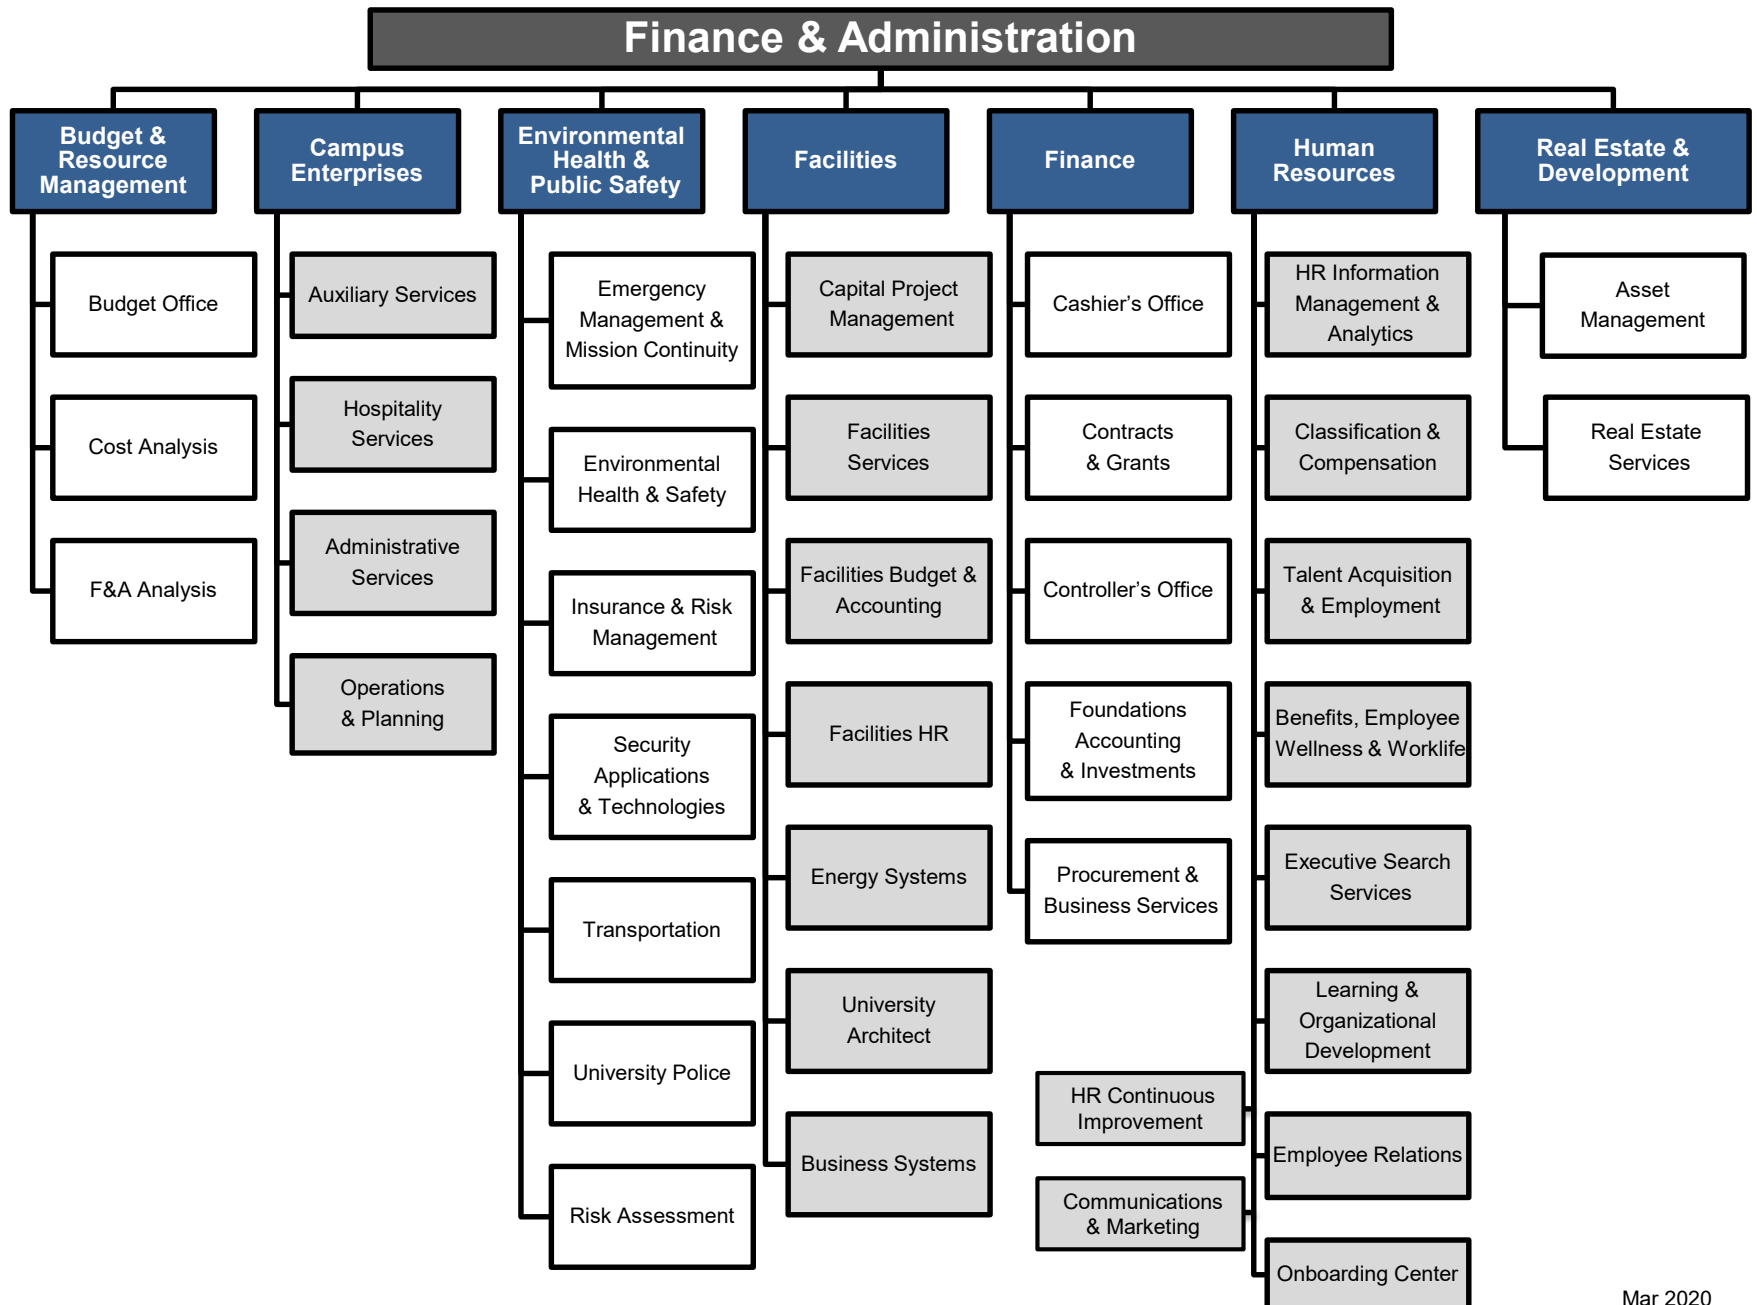 Finance & Administration
Budget &
Resource
Management
Campus
Enterprises
Environmental
Health &
Public Safety
Facilities
Finance
Human
Resources
Real Estate &
Development
Budget Office
Cost Analysis
F&A Analysis
Auxiliary Services
Hospitality
Services
Administrative
Services
Operations
& Planning
Emergency
Management &
Mission Continuity
Environmental
Health & Safety
Insurance & Risk
Management
Security
Applications
& Technologies
Transportation
University Police
Risk Assessment
Capital Project
Management
Facilities
Services
Facilities Budget &
Accounting
Facilities HR
Energy Systems
University
Architect
Business Systems
Cashier’s Office
Contracts
& Grants
Controller’s Office
Foundations
Accounting
& Investments
Procurement &
Business Services
HR Information
Management &
Analytics
Classification &
Compensation
Talent Acquisition
& Employment
Benefits, Employee
Wellness & Worklife
Executive Search
Services
Learning &
Organizational
Development
HR Continuous
Improvement
Employee Relations
Communications
& Marketing
Onboarding Center
Asset
Management
Real Estate
Services
Mar 2020